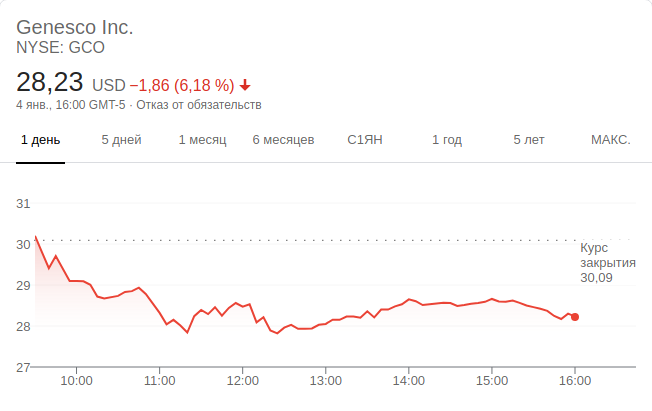 Genesco Inc.
NYSE: GCO
28,23 USD −1,86 (6,18 %)
4 янв., 16:00 GMT-5 · Отказ от обязательств
1 день 5 дней 1 месяц 6 месяцев С1ЯН 1 год 5 лет МАКС.
31
30
29
28
27
Курс
закрытия
30,09
10:00 11:00 12:00 13:00 14:00 15:00 16:00